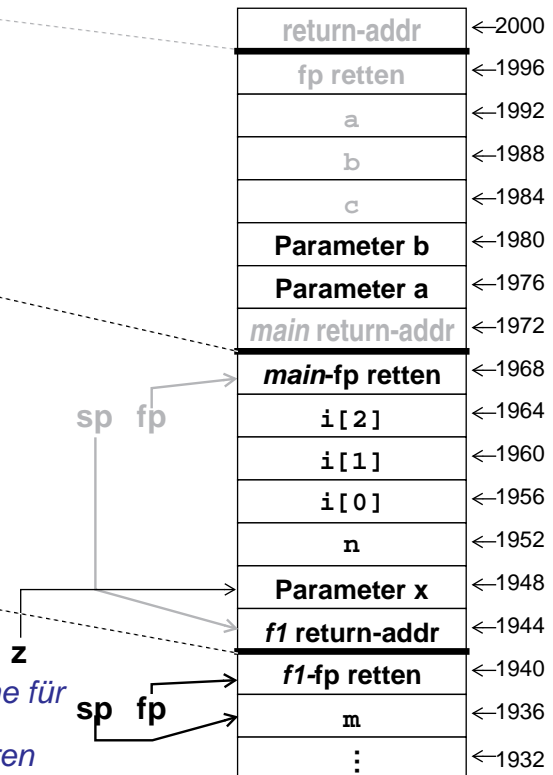 return-addr ←2000
fp retten ←1996
a ←1992
b ←1988
c ←1984
Parameter b ←1980
Parameter a ←1976
main return-addr ←1972
main-fp retten ←1968
sp fp i[2] ←1964
i[1] ←1960
i[0] ←1956
n ←1952
Parameter x ←1948
f1 return-addr ←1944
z f1-fp retten ←1940
für
sp fp m ←1936
⋮ ←1932